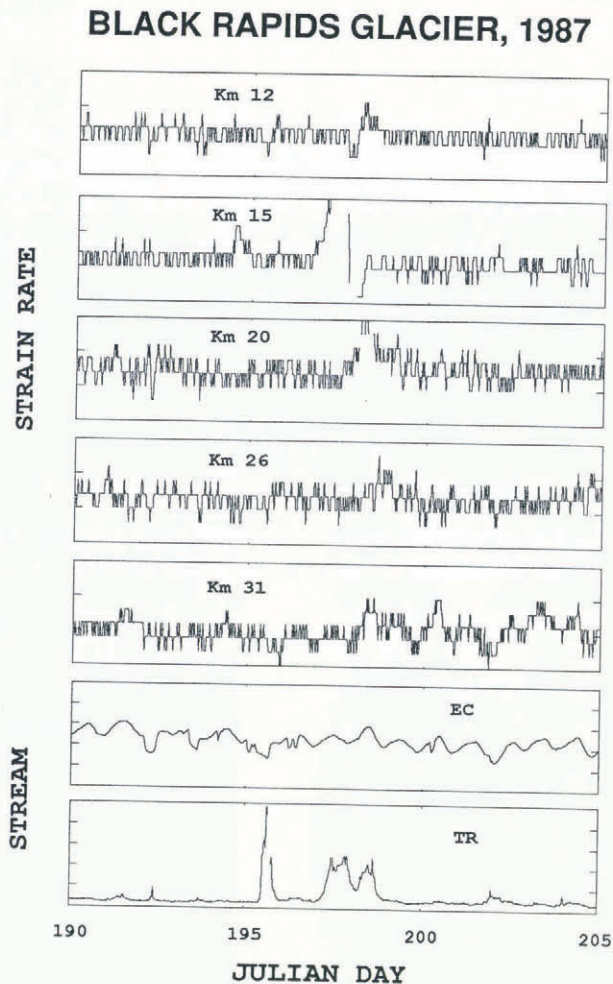 BLACK RAPIDS GLACIER, 1987
Km 12
Km 15
Km 20
Km 26
Km 31
STRAIN RATE
EC
TR
STREAM
190
195
200
205
JULIAN DAY